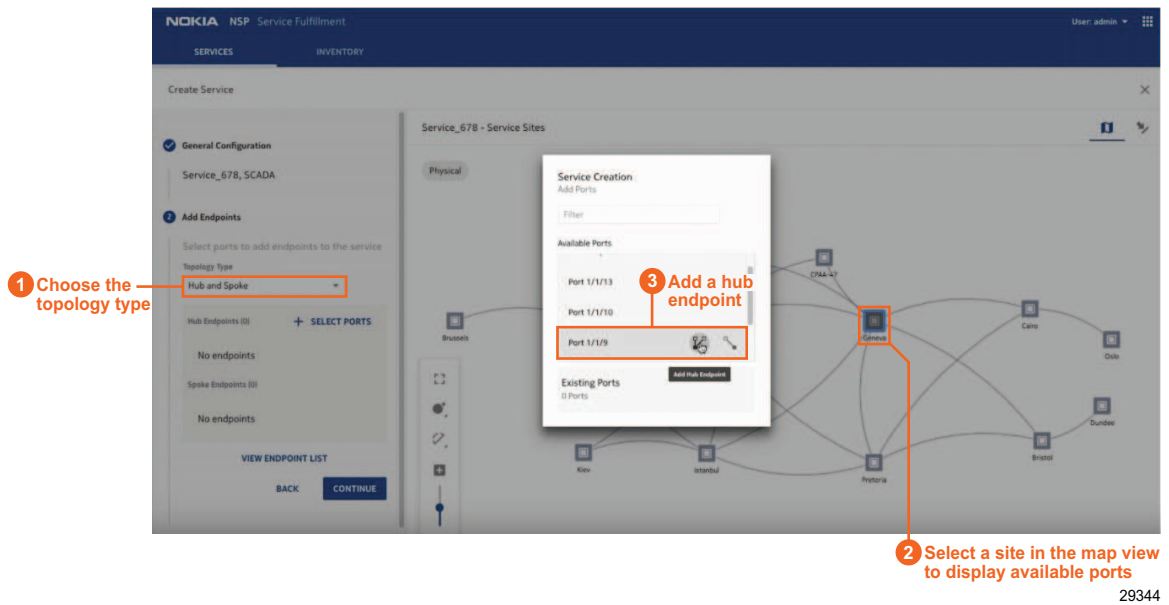 NOKIA NSP Service Fulfillment
User: admin
SERVICES INVENTORY
Create Service
Service_678 - Service Sites
General Configuration
Service_678, SCADA
2 Add Endpoints
Select ports to add endpoints to the service
Topology Type
Hub and Spoke
Hub Endpoints (0)
+ SELECT PORTS
No endpoints
Spoke Endpoints (0)
No endpoints
VIEW ENDPOINT LIST
BACK CONTINUE
1 Choose the
topology type
Physical
Service Creation
Add Ports
Filter
Available Ports
Port 1/1/13
Port 1/1/10
Port 1/1/9
Add Hub Endpoint
Existing Ports
0 Ports
3 Add a hub
endpoint
CPAA-47
Brussels
Geneva
Cairo
Oslo
Dundee
Bristol
Kiev
Istanbul
Pretoria
2 Select a site in the map view
to display available ports
29344